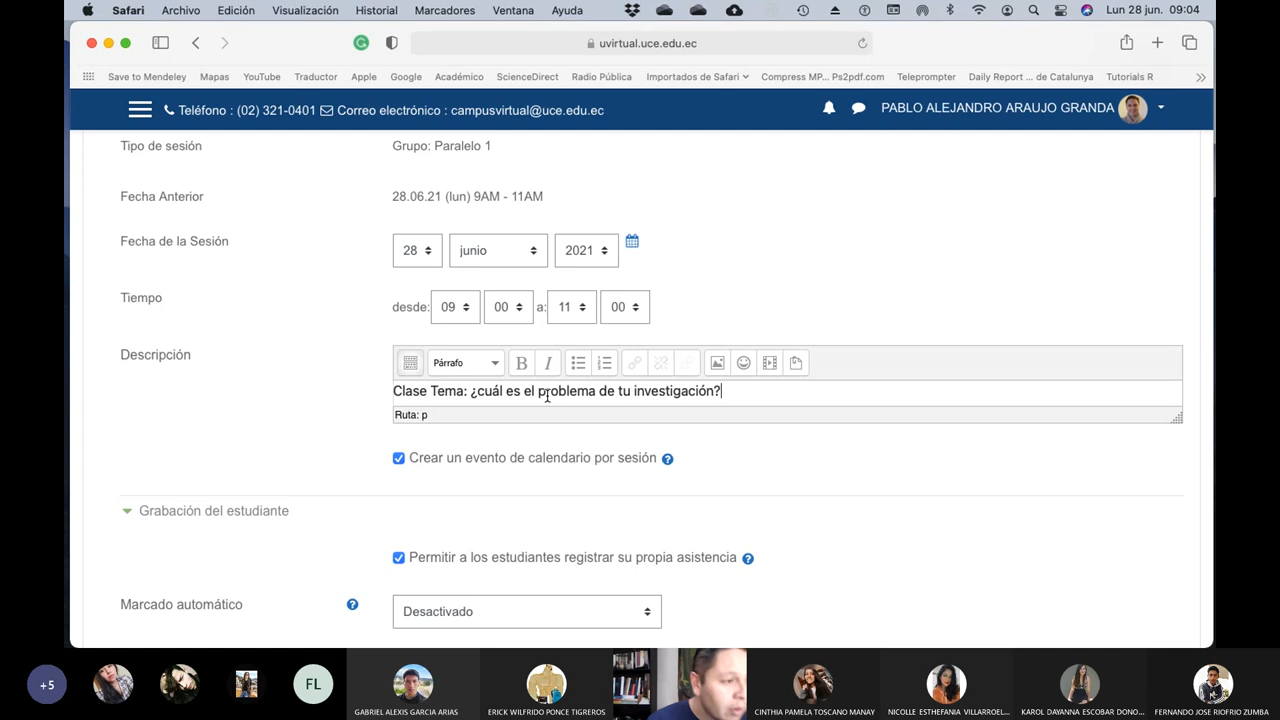 Safari Archivo Edición Visualización Historial Marcadores Ventana Ayuda Lun 28 jun. 09:04
uvirtual.uce.edu.ec
Save to Mendeley Mapas YouTube Traductor Apple Google Académico ScienceDirect Radio Pública Importados de Safari Compress MP... Ps2pdf.com Teleprompter Daily Report ... de Catalunya Tutorials R
Teléfono : (02) 321-0401 Correo electrónico : campusvirtual@uce.edu.ec PABLO ALEJANDRO ARAUJO GRANDA
Tipo de sesión Grupo: Paralelo 1
Fecha Anterior 28.06.21 (lun) 9AM - 11AM
Fecha de la Sesión 28 junio 2021
Tiempo desde: 09 00 a: 11 00
Descripción Párrafo B I
Clase Tema: ¿cuál es el problema de tu investigación?
Ruta: p
Crear un evento de calendario por sesión
Grabación del estudiante
Permitir a los estudiantes registrar su propia asistencia
Marcado automático Desactivado
+5 FL
GABRIEL ALEXIS GARCIA ARIAS ERICK WILFRIDO PONCE TIGREROS CINTHIA PAMELA TOSCANO MANAY NICOLLE ESTHEFANIA VILLARROEL... KAROL DAYANNA ESCOBAR DONO... FERNANDO JOSE RIOFRIO ZUMBA